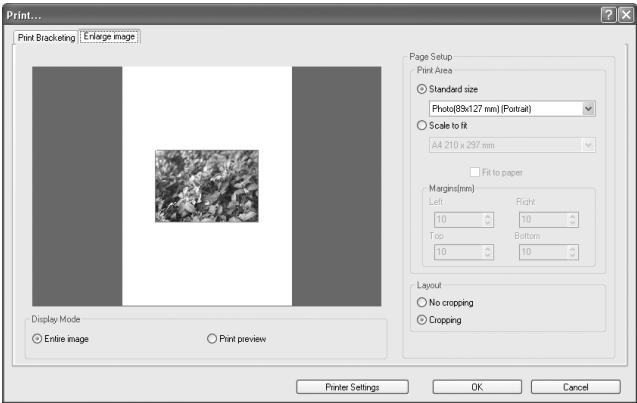 Print...
Print Bracketing Enlarge image
Page Setup
Print Area
Standard size
Photo(89x127 mm) (Portrait)
Scale to fit
A4 210 x 297 mm
Fit to paper
Margins(mm)
Left Right
10 10
Top Bottom
10 10
Layout
No cropping
Cropping
Display Mode
Entire image Print preview
Printer Settings OK Cancel